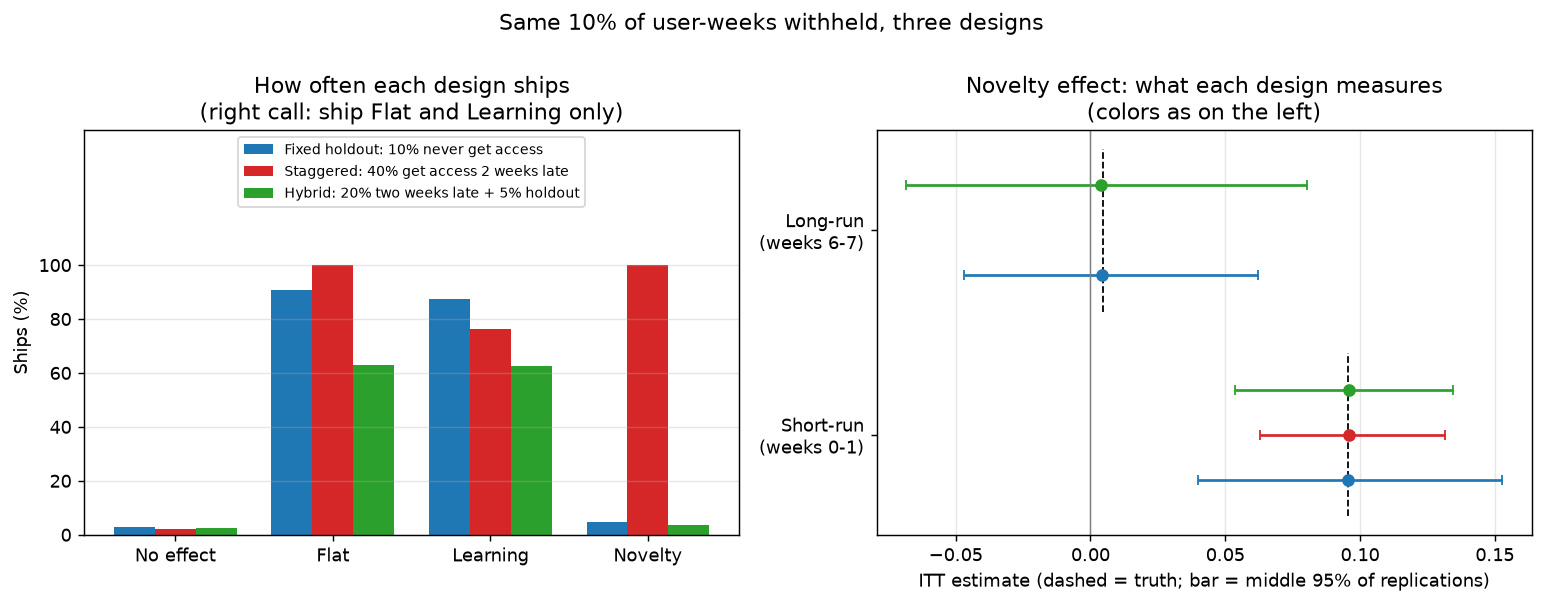 Same 10% of user-weeks withheld, three designs
How often each design ships
(right call: ship Flat and Learning only)
Fixed holdout: 10% never get access
Staggered: 40% get access 2 weeks late
Hybrid: 20% two weeks late + 5% holdout
Ships (%)
100
80
60
40
20
0
No effect
Flat
Learning
Novelty
Novelty effect: what each design measures
(colors as on the left)
Long-run
(weeks 6-7)
Short-run
(weeks 0-1)
−0.05
0.00
0.05
0.10
0.15
ITT estimate (dashed = truth; bar = middle 95% of replications)